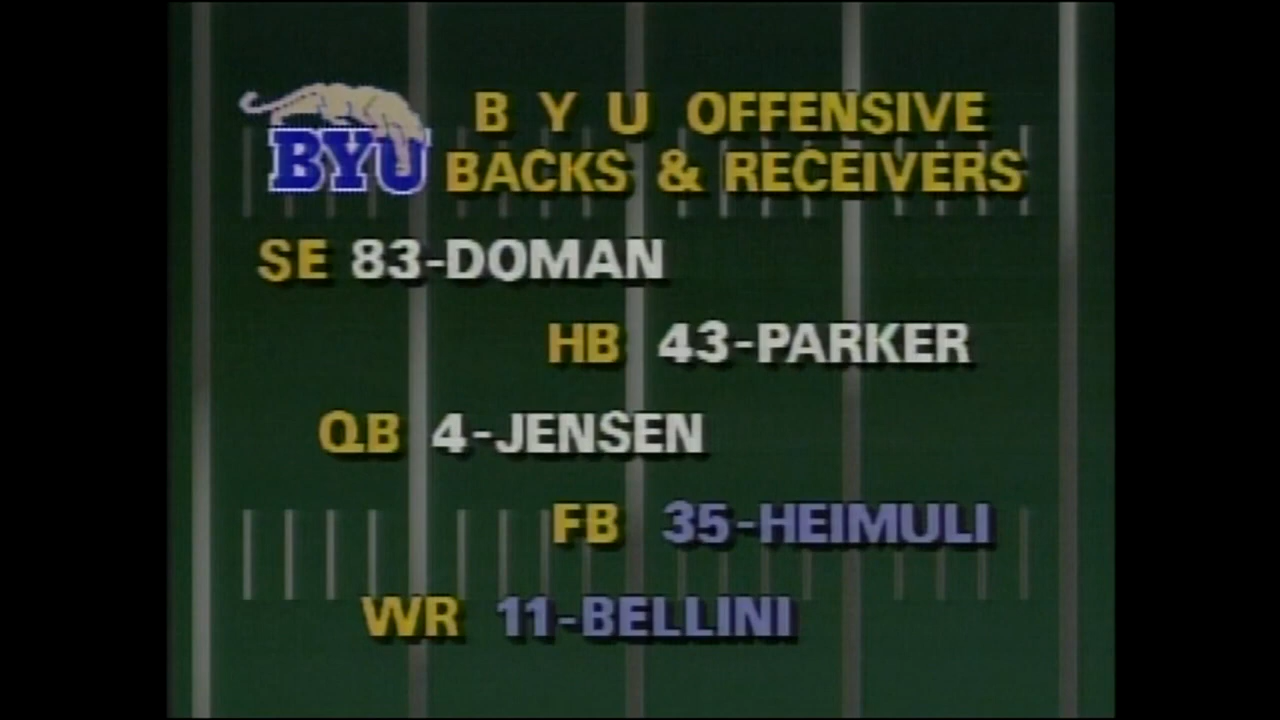 BYU
B Y U OFFENSIVE
BACKS & RECEIVERS
SE 83-DOMAN
HB 43-PARKER
QB 4-JENSEN
FB 35-HEIMULI
WR 11-BELLINI